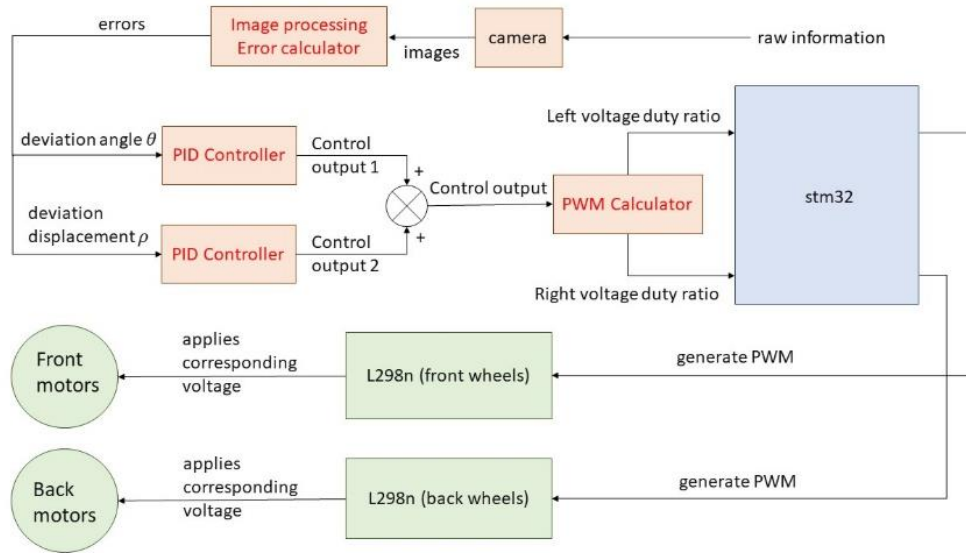 errors
Image processing
Error calculator
images
camera
raw information
deviation angle θ
PID Controller
Control
output 1
+
deviation
displacement ρ
PID Controller
Control
output 2
+
Control output
PWM Calculator
Left voltage duty ratio
Right voltage duty ratio
stm32
Front
motors
applies
corresponding
voltage
L298n (front wheels)
generate PWM
Back
motors
applies
corresponding
voltage
L298n (back wheels)
generate PWM